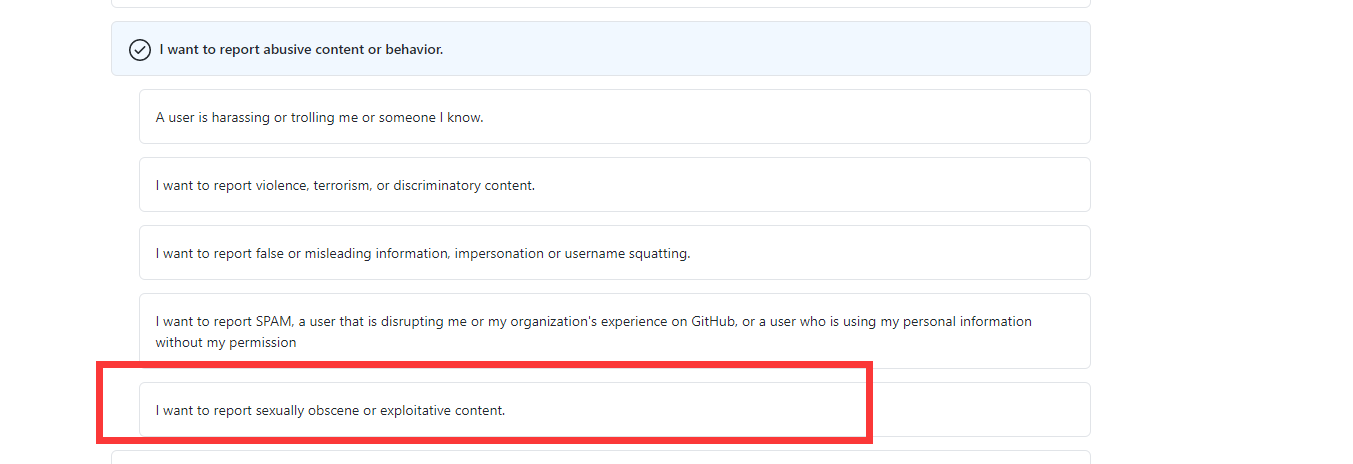 I want to report abusive content or behavior.
A user is harassing or trolling me or someone I know.
I want to report violence, terrorism, or discriminatory content.
I want to report false or misleading information, impersonation or username squatting.
I want to report SPAM, a user that is disrupting me or my organization's experience on GitHub, or a user who is using my personal information
without my permission
I want to report sexually obscene or exploitative content.